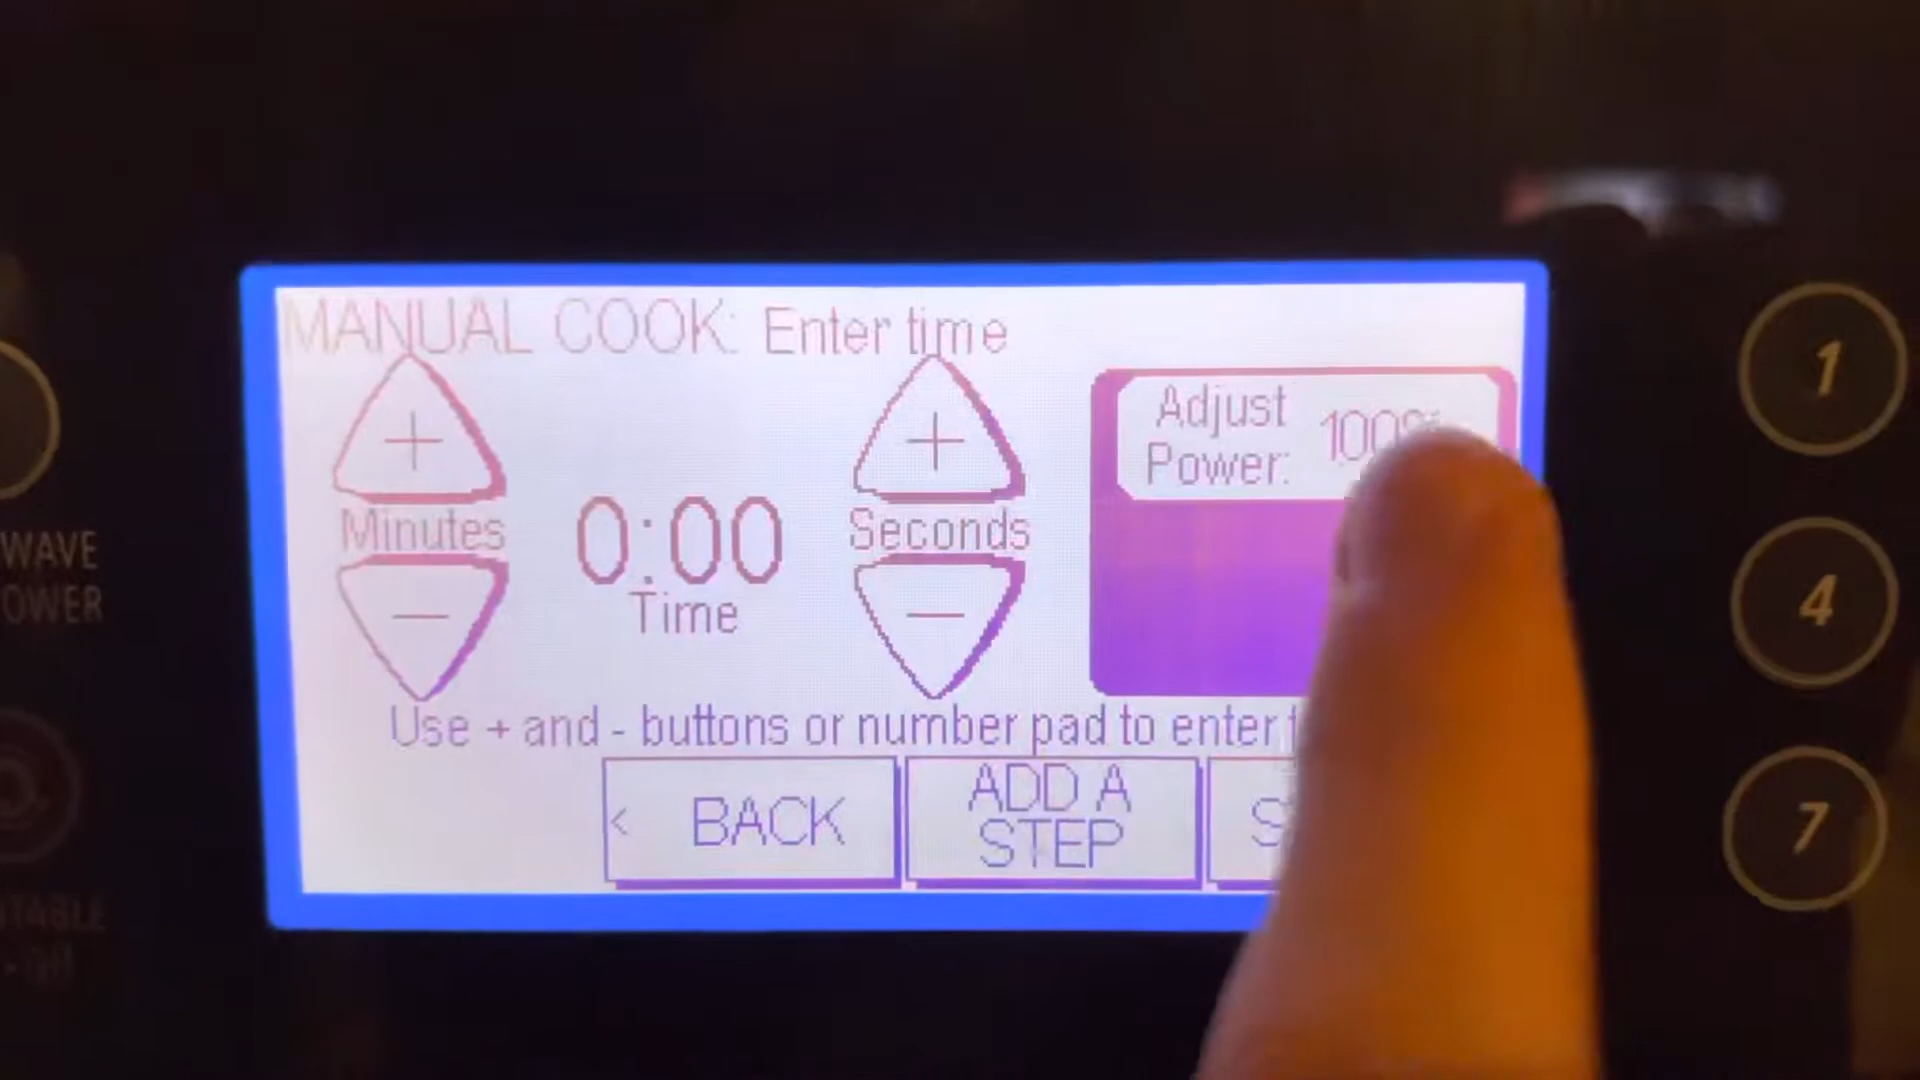 MANUAL COOK: Enter time
+
+
Adjust
Power: 100%
Minutes
0:00
Seconds
Time
-
-
Use + and - buttons or number pad to enter
< BACK
ADD A
STEP
1
4
7
WAVE
OWER